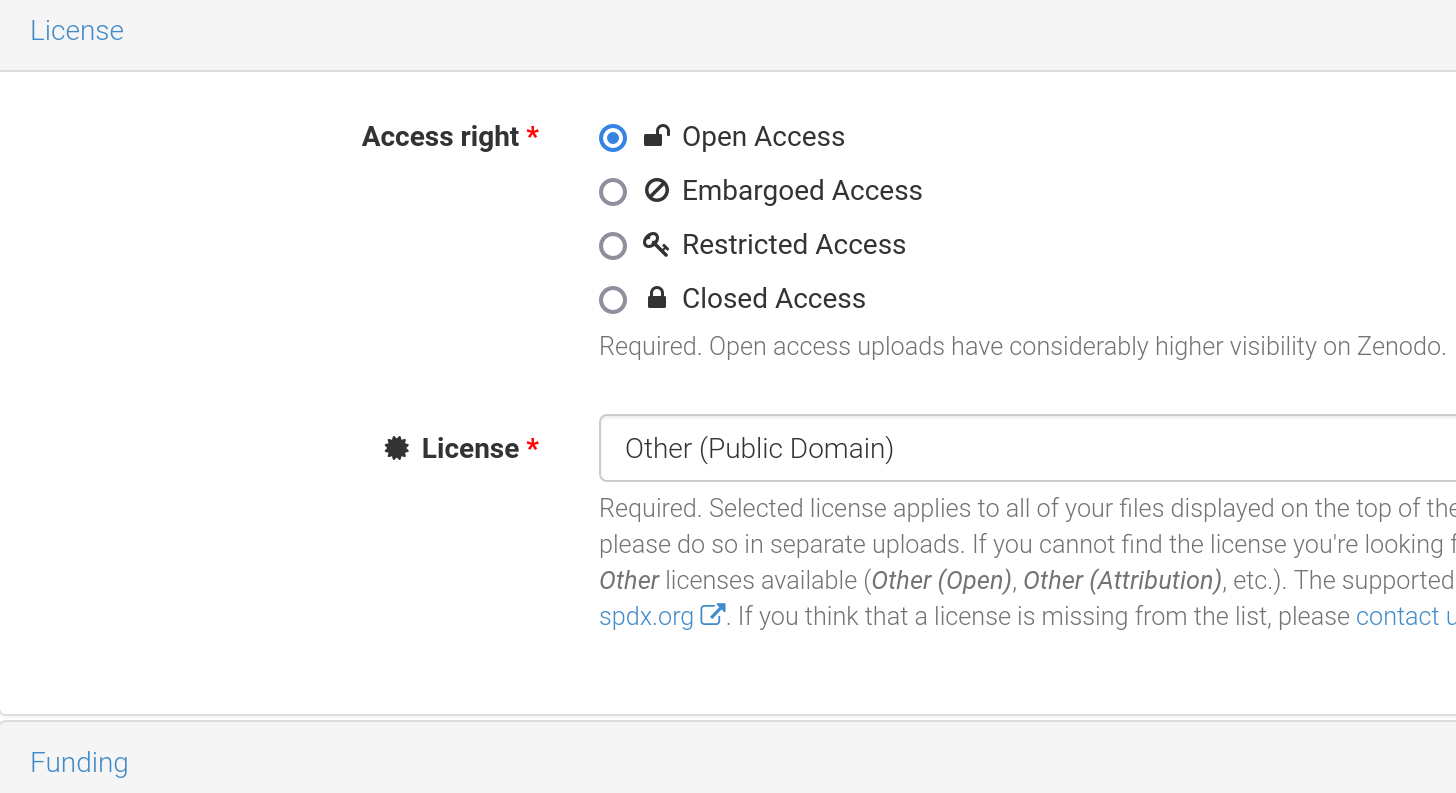 License
Access right *
Open Access
Embargoed Access
Restricted Access
Closed Access
Required. Open access uploads have considerably higher visibility on Zenodo.
License *
Other (Public Domain)
Required. Selected license applies to all of your files displayed on the top of the
please do so in separate uploads. If you cannot find the license you're looking
Other licenses available (Other (Open), Other (Attribution), etc.). The supported
spdx.org. If you think that a license is missing from the list, please contact
Funding